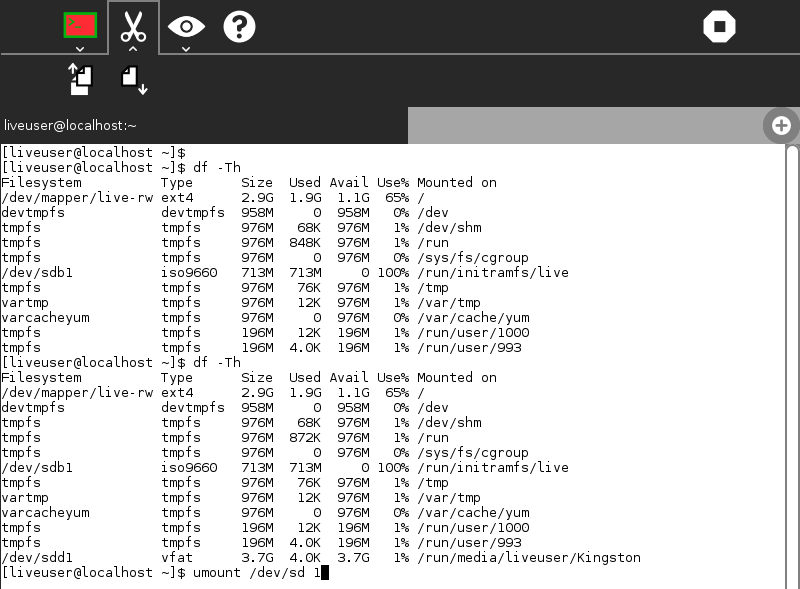 liveuser@localhost:~
[liveuser@localhost ~]$
[liveuser@localhost ~]$ df -Th
Filesystem          Type      Size  Used Avail Use% Mounted on
/dev/mapper/live-rw ext4      2.9G  1.9G  1.1G  65% /
devtmpfs            devtmpfs  958M     0  958M   0% /dev
tmpfs               tmpfs     976M   68K  976M   1% /dev/shm
tmpfs               tmpfs     976M  848K  976M   1% /run
tmpfs               tmpfs     976M     0  976M   0% /sys/fs/cgroup
/dev/sdb1           iso9660   713M  713M     0 100% /run/initramfs/live
tmpfs               tmpfs     976M   76K  976M   1% /tmp
vartmp              tmpfs     976M   12K  976M   1% /var/tmp
varcacheyum         tmpfs     976M     0  976M   0% /var/cache/yum
tmpfs               tmpfs     196M   12K  196M   1% /run/user/1000
tmpfs               tmpfs     196M  4.0K  196M   1% /run/user/993
[liveuser@localhost ~]$ df -Th
Filesystem          Type      Size  Used Avail Use% Mounted on
/dev/mapper/live-rw ext4      2.9G  1.9G  1.1G  65% /
devtmpfs            devtmpfs  958M     0  958M   0% /dev
tmpfs               tmpfs     976M   68K  976M   1% /dev/shm
tmpfs               tmpfs     976M  872K  976M   1% /run
tmpfs               tmpfs     976M     0  976M   0% /sys/fs/cgroup
/dev/sdb1           iso9660   713M  713M     0 100% /run/initramfs/live
tmpfs               tmpfs     976M   76K  976M   1% /tmp
vartmp              tmpfs     976M   12K  976M   1% /var/tmp
varcacheyum         tmpfs     976M     0  976M   0% /var/cache/yum
tmpfs               tmpfs     196M   12K  196M   1% /run/user/1000
tmpfs               tmpfs     196M  4.0K  196M   1% /run/user/993
/dev/sdd1           vfat      3.7G  4.0K  3.7G   1% /run/media/liveuser/Kingston
[liveuser@localhost ~]$ umount /dev/sd 1